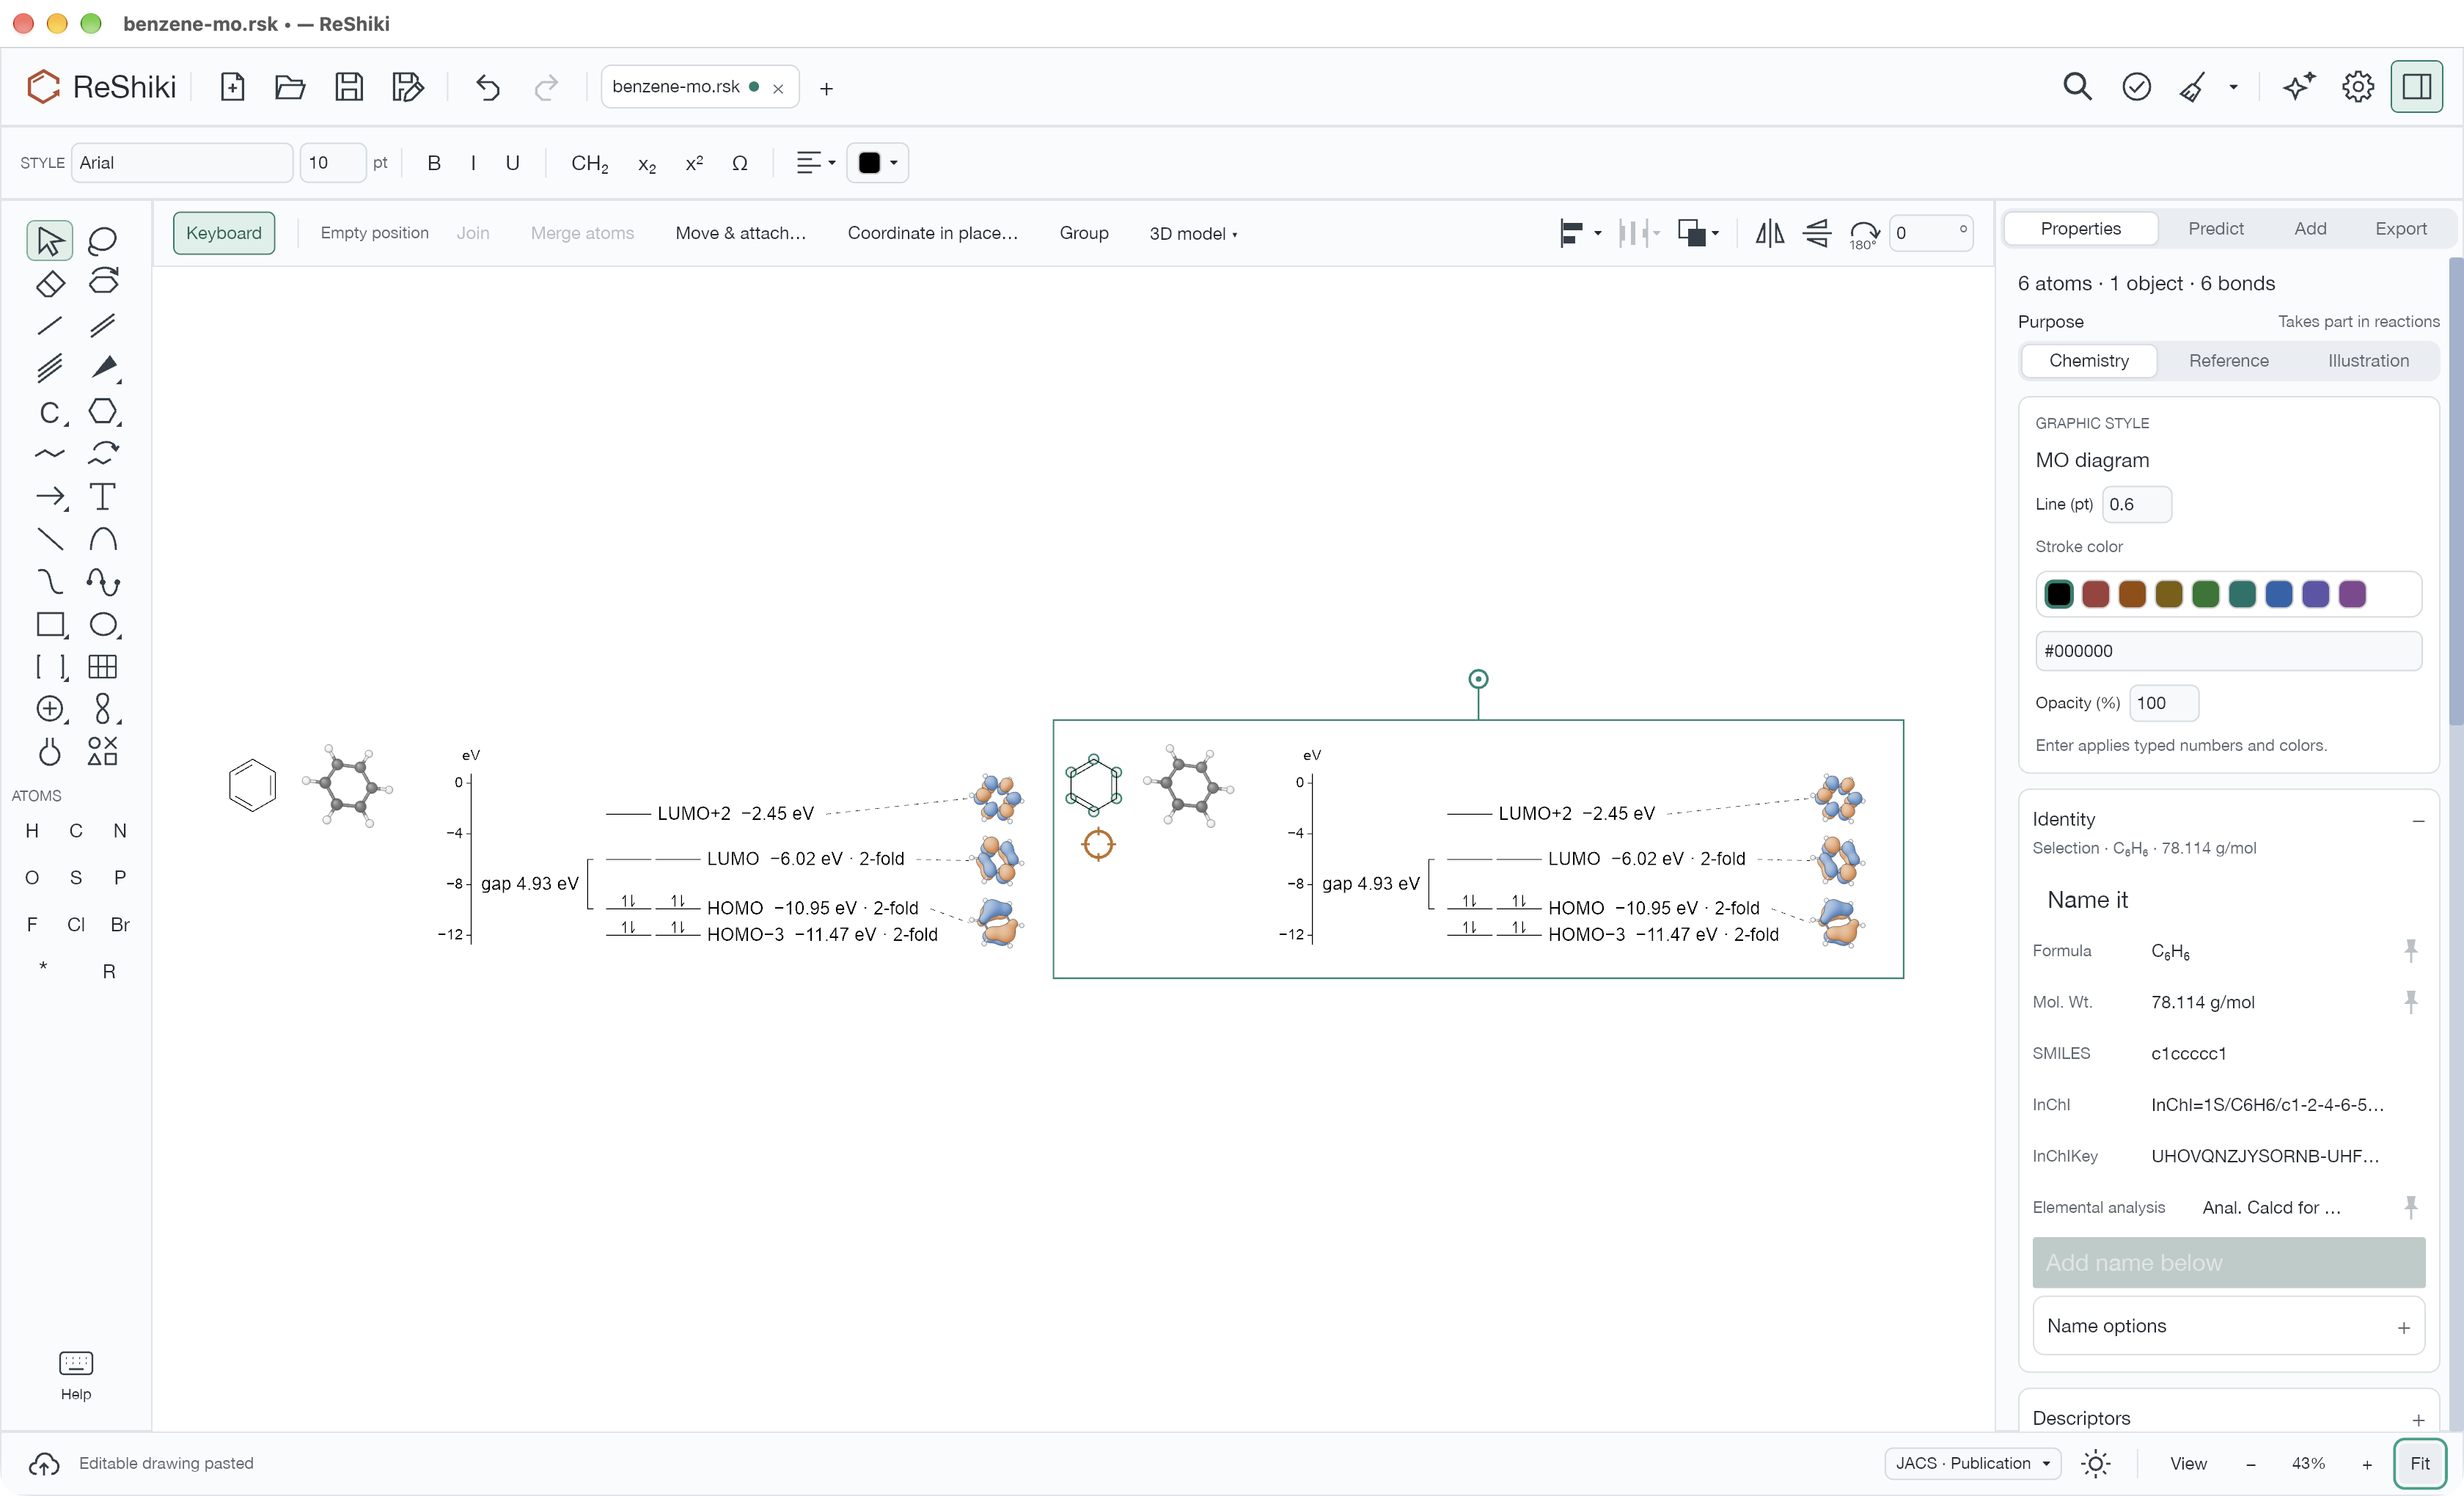 benzene-mo.rsk • — ReShiki
ReShiki
benzene-mo.rsk
STYLE Arial 10 pt B I U CH₂ x₂ x² Ω
Keyboard Empty position Join Merge atoms Move & attach... Coordinate in place... Group 3D model 180° 0 °
Properties Predict Add Export
6 atoms · 1 object · 6 bonds
Purpose Takes part in reactions
Chemistry Reference Illustration
GRAPHIC STYLE
MO diagram
Line (pt) 0.6
Stroke color
#000000
Opacity (%) 100
Enter applies typed numbers and colors.
Identity
Selection · C₆H₆ · 78.114 g/mol
Name it
Formula C₆H₆
Mol. Wt. 78.114 g/mol
SMILES c1ccccc1
InChI InChI=1S/C6H6/c1-2-4-6-5...
InChIKey UHOVQNZJYSORNB-UHF...
Elemental analysis Anal. Calcd for ...
Add name below
Name options
Descriptors
C
T
ATOMS
H C N
O S P
F Cl Br
* R
Help
eV
0
−4
−8
−12
LUMO+2 −2.45 eV
LUMO −6.02 eV · 2-fold
gap 4.93 eV
HOMO −10.95 eV · 2-fold
HOMO−3 −11.47 eV · 2-fold
eV
0
−4
−8
−12
LUMO+2 −2.45 eV
LUMO −6.02 eV · 2-fold
gap 4.93 eV
HOMO −10.95 eV · 2-fold
HOMO−3 −11.47 eV · 2-fold
Editable drawing pasted
JACS · Publication View − 43% + Fit